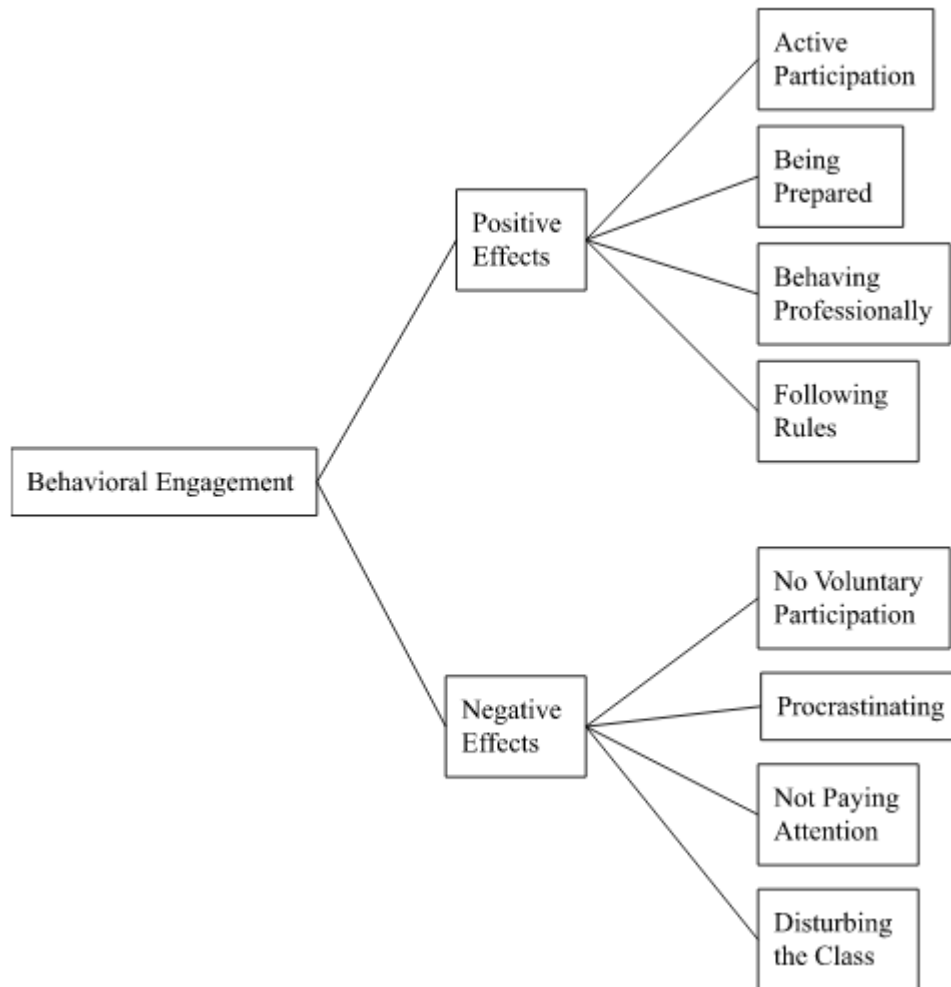 Active
Participation
Being
Prepared
Positive
Effects
Behaving
Professionally
Following
Rules
Behavioral Engagement
No Voluntary
Participation
Negative
Effects
Procrastinating
Not Paying
Attention
Disturbing
the Class